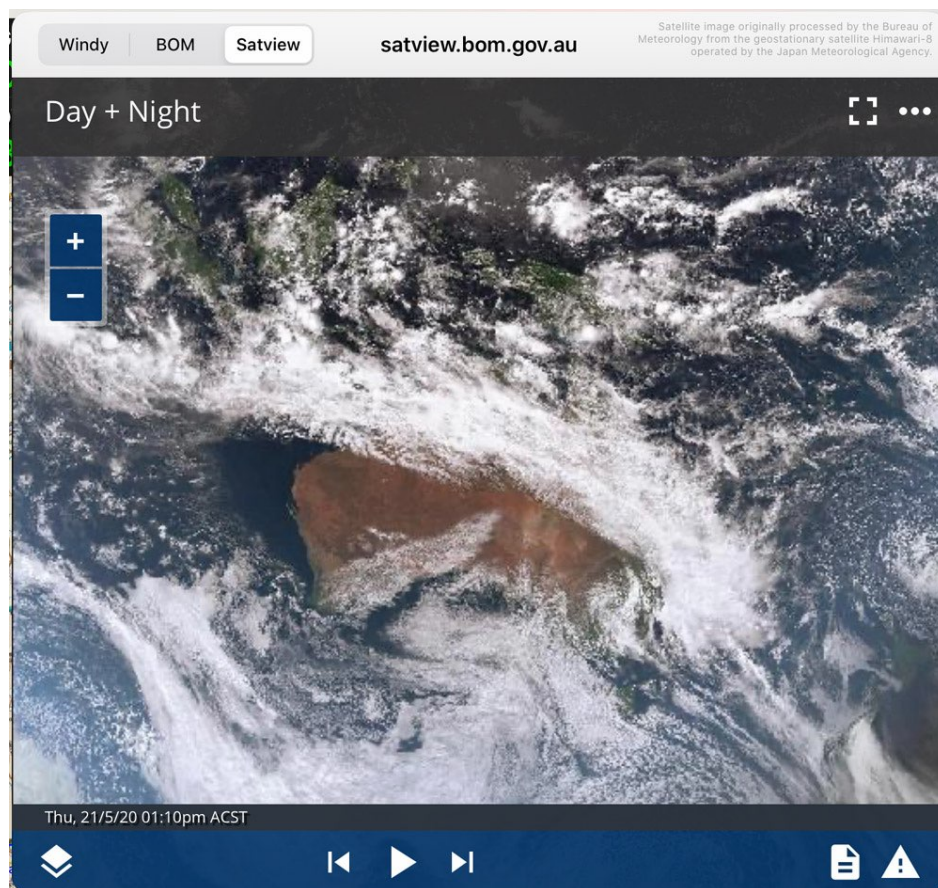 Windy
BOM
Satview
satview.bom.gov.au
Satellite image originally processed by the Bureau of
Meteorology from the geostationary satellite Himawari-8
operated by the Japan Meteorological Agency.
Day + Night
+
−
Thu, 21/5/20 01:10pm ACST